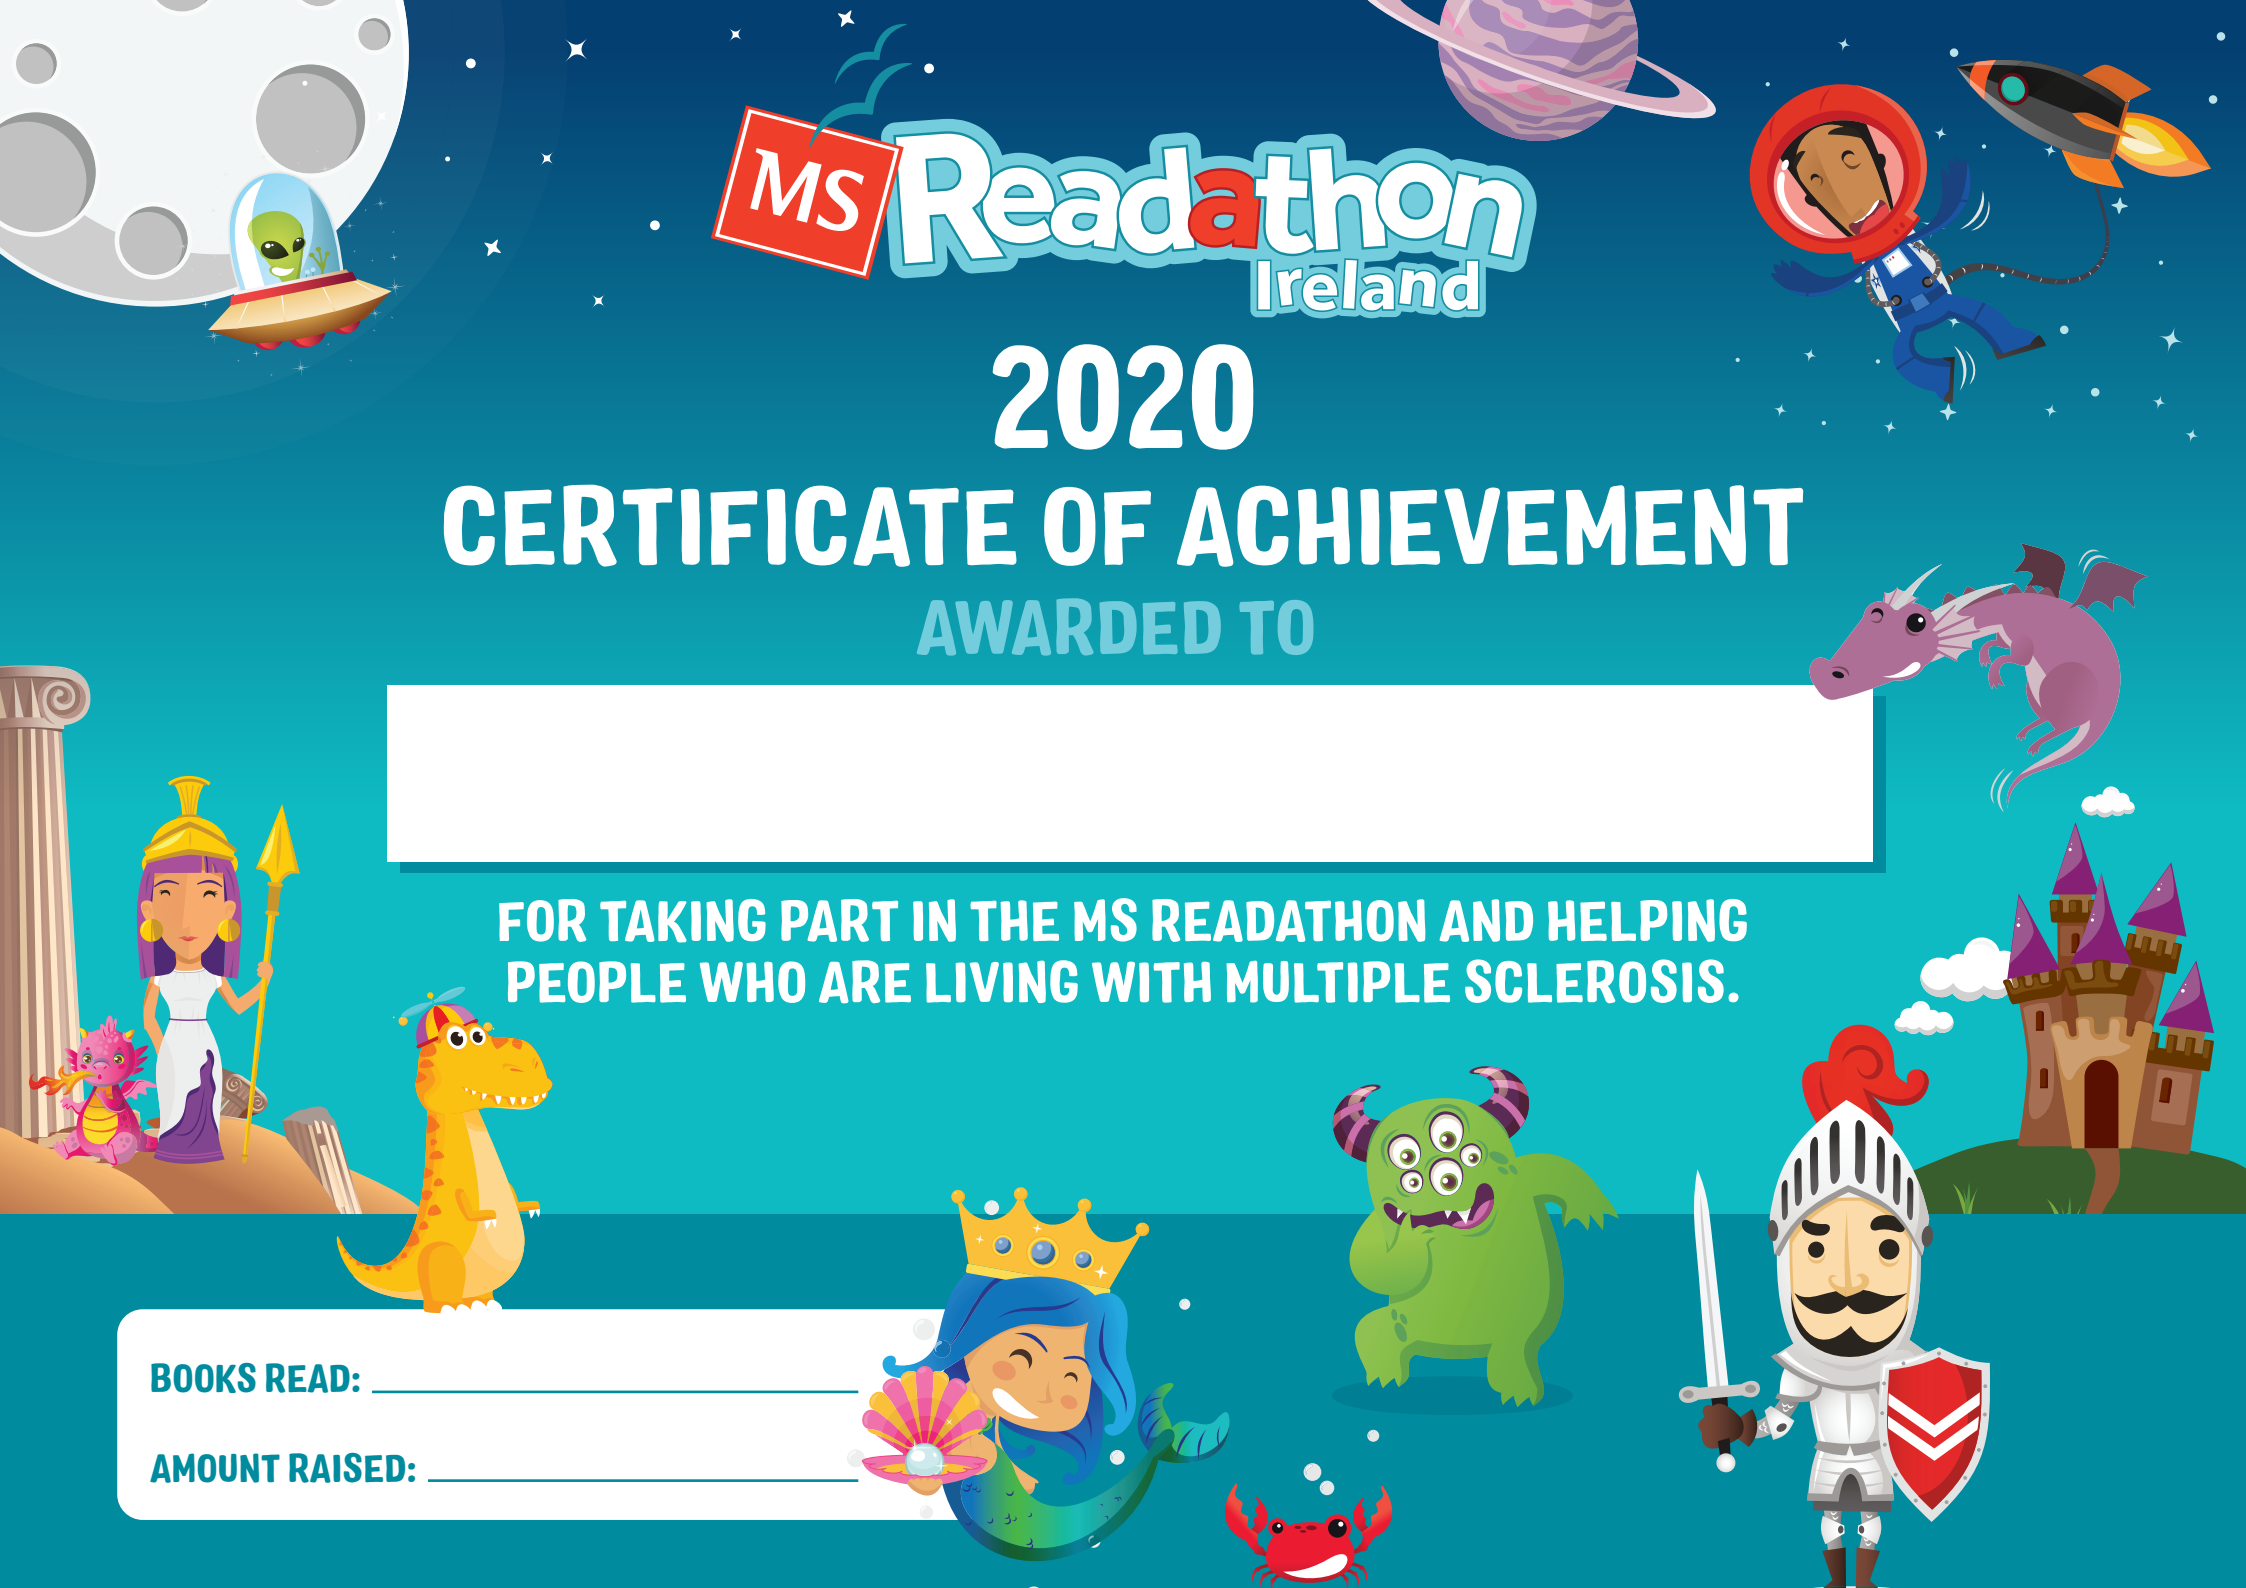 MS Readathon
Ireland
2020
CERTIFICATE OF ACHIEVEMENT
AWARDED TO
FOR TAKING PART IN THE MS READATHON AND HELPING
PEOPLE WHO ARE LIVING WITH MULTIPLE SCLEROSIS.
BOOKS READ:
AMOUNT RAISED: